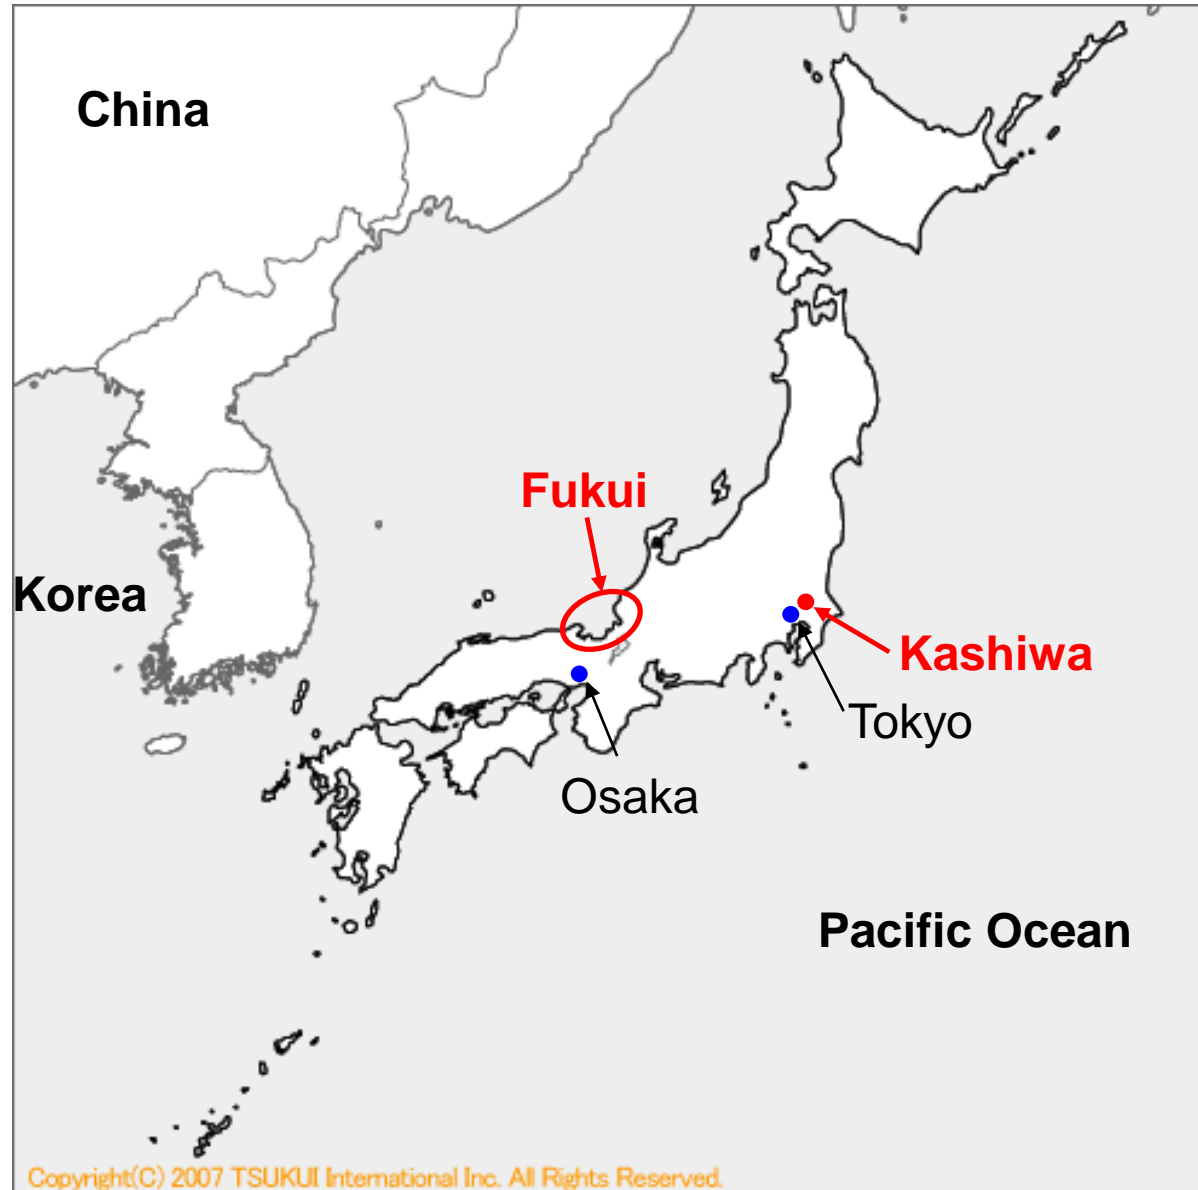 China
Fukui
Korea
Kashiwa
Tokyo
Osaka
Pacific Ocean
Copyright(C) 2007 TSUKUI International Inc. All Rights Reserved.